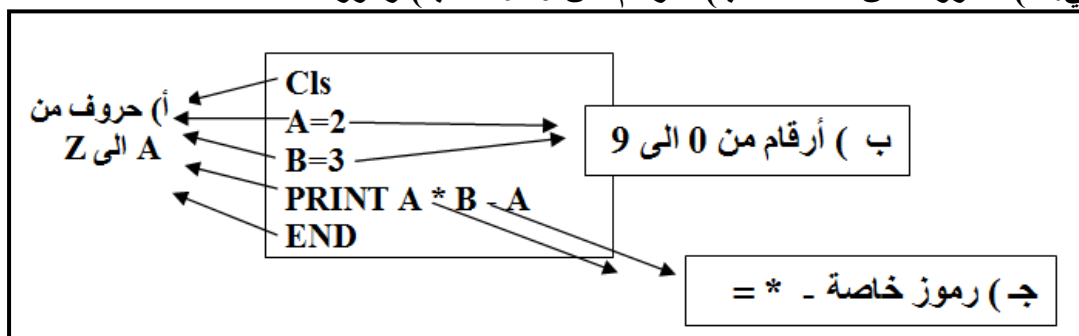 Cls
A=2
B=3
PRINT A * B - A
END
أ) حروف من
A الى Z
ب ) أرقام من 0 الى 9
جـ ) رموز خاصة - * =